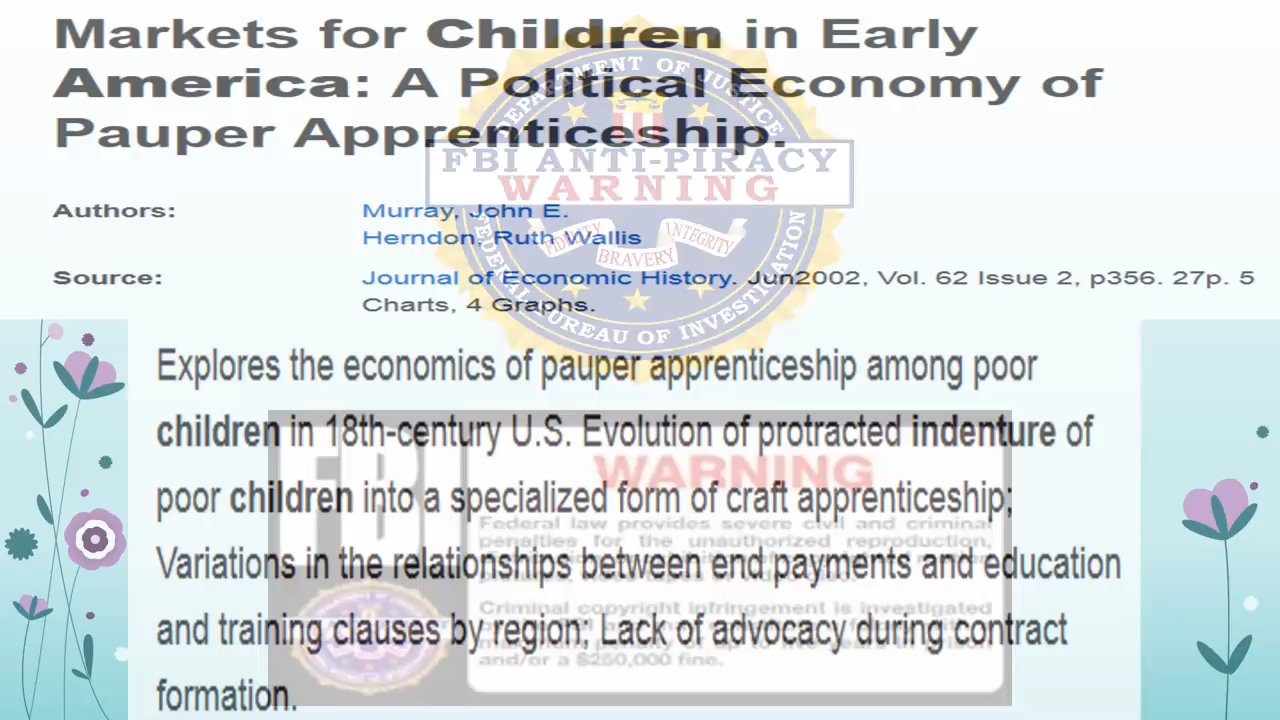 Markets for Children in Early
America: A Political Economy of
Pauper Apprenticeship.
DEPARTMENT OF JUSTICE
FBI ANTI-PIRACY
WARNING
FIDELITY
BRAVERY
INTEGRITY
FEDERAL BUREAU OF INVESTIGATION
Authors:
Murray, John E.
Herndon, Ruth Wallis
Source:
Journal of Economic History. Jun2002, Vol. 62 Issue 2, p356. 27p. 5
Charts, 4 Graphs.
Explores the economics of pauper apprenticeship among poor
children in 18th-century U.S. Evolution of protracted indenture of
poor children into a specialized form of craft apprenticeship;
Variations in the relationships between end payments and education
and training clauses by region; Lack of advocacy during contract
formation.
FBI
WARNING
Federal law provides severe civil and criminal
penalties for the unauthorized reproduction,
Criminal copyright infringement is investigated
and/or a $250,000 fine.